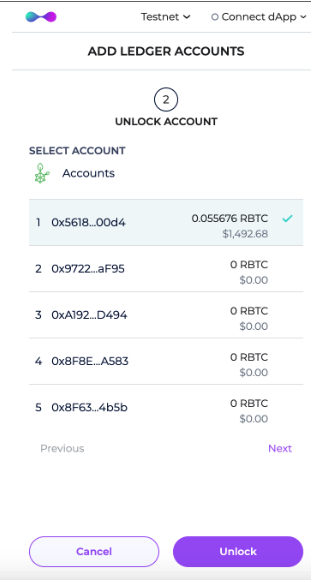 Testnet Connect dApp
ADD LEDGER ACCOUNTS
2
UNLOCK ACCOUNT
SELECT ACCOUNT
Accounts
1 0x5618...00d4 0.055676 RBTC
$1,492.68
2 0x9722...aF95 0 RBTC
$0.00
3 0xA192...D494 0 RBTC
$0.00
4 0x8F8E...A583 0 RBTC
$0.00
5 0x8F63...4b5b 0 RBTC
$0.00
Previous Next
Cancel Unlock